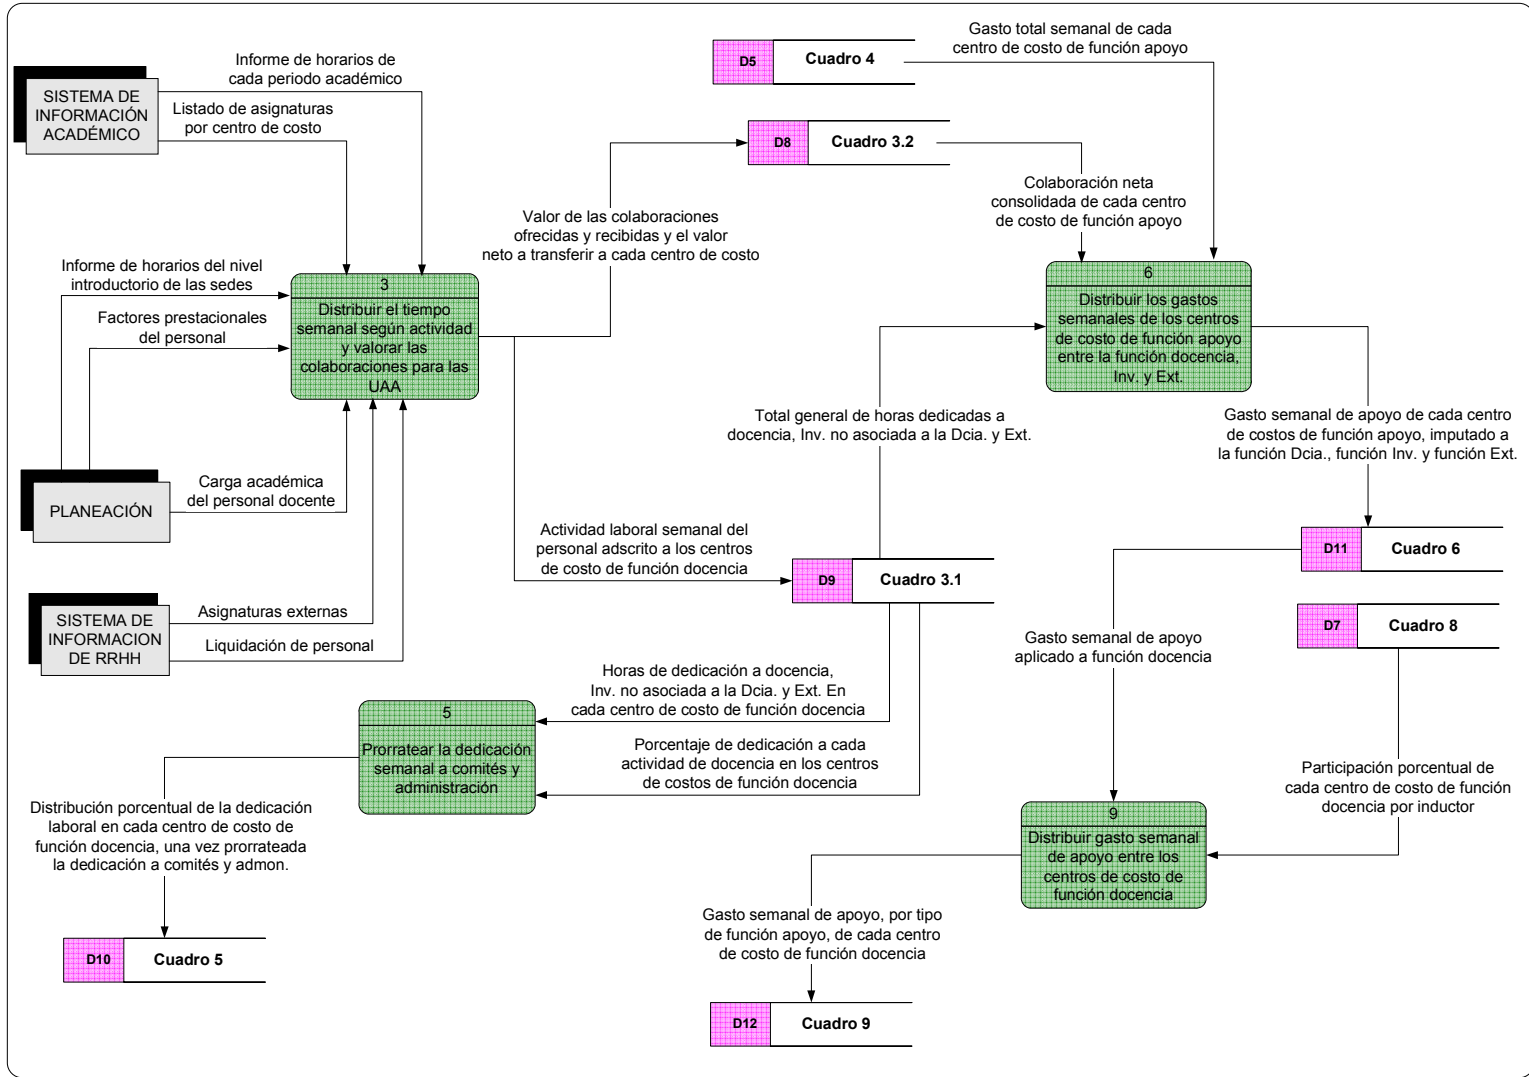 Gasto total semanal de cada
centro de costo de función apoyo
D5
Cuadro 4
Informe de horarios de
cada periodo académico
SISTEMA DE
INFORMACIÓN
ACADÉMICO
Listado de asignaturas
por centro de costo
D8
Cuadro 3.2
Colaboración neta
consolidada de cada centro
de costo de función apoyo
Valor de las colaboraciones
ofrecidas y recibidas y el valor
neto a transferir a cada centro de costo
Informe de horarios del nivel
introductorio de las sedes
Factores prestacionales
del personal
3
Distribuir el tiempo
semanal según actividad
y valorar las
colaboraciones para las
UAA
6
Distribuir los gastos
semanales de los centros
de costo de función apoyo
entre la función docencia,
Inv. y Ext.
Total general de horas dedicadas a
docencia, Inv. no asociada a la Dcia. y Ext.
Gasto semanal de apoyo de cada centro
de costos de función apoyo, imputado a
la función Dcia., función Inv. y función Ext.
PLANEACIÓN
Carga académica
del personal docente
Actividad laboral semanal del
personal adscrito a los centros
de costo de función docencia
D9
Cuadro 3.1
D11
Cuadro 6
SISTEMA DE
INFORMACION
DE RRHH
Asignaturas externas
Liquidación de personal
Gasto semanal de apoyo
aplicado a función docencia
D7
Cuadro 8
Horas de dedicación a docencia,
Inv. no asociada a la Dcia. y Ext. En
cada centro de costo de función docencia
5
Prorratear la dedicación
semanal a comités y
administración
Porcentaje de dedicación a cada
actividad de docencia en los centros
de costos de función docencia
Participación porcentual de
cada centro de costo de función
docencia por inductor
Distribución porcentual de la dedicación
laboral en cada centro de costo de
función docencia, una vez prorrateada
la dedicación a comités y admon.
9
Distribuir gasto semanal
de apoyo entre los
centros de costo de
función docencia
Gasto semanal de apoyo, por tipo
de función apoyo, de cada centro
de costo de función docencia
D10
Cuadro 5
D12
Cuadro 9